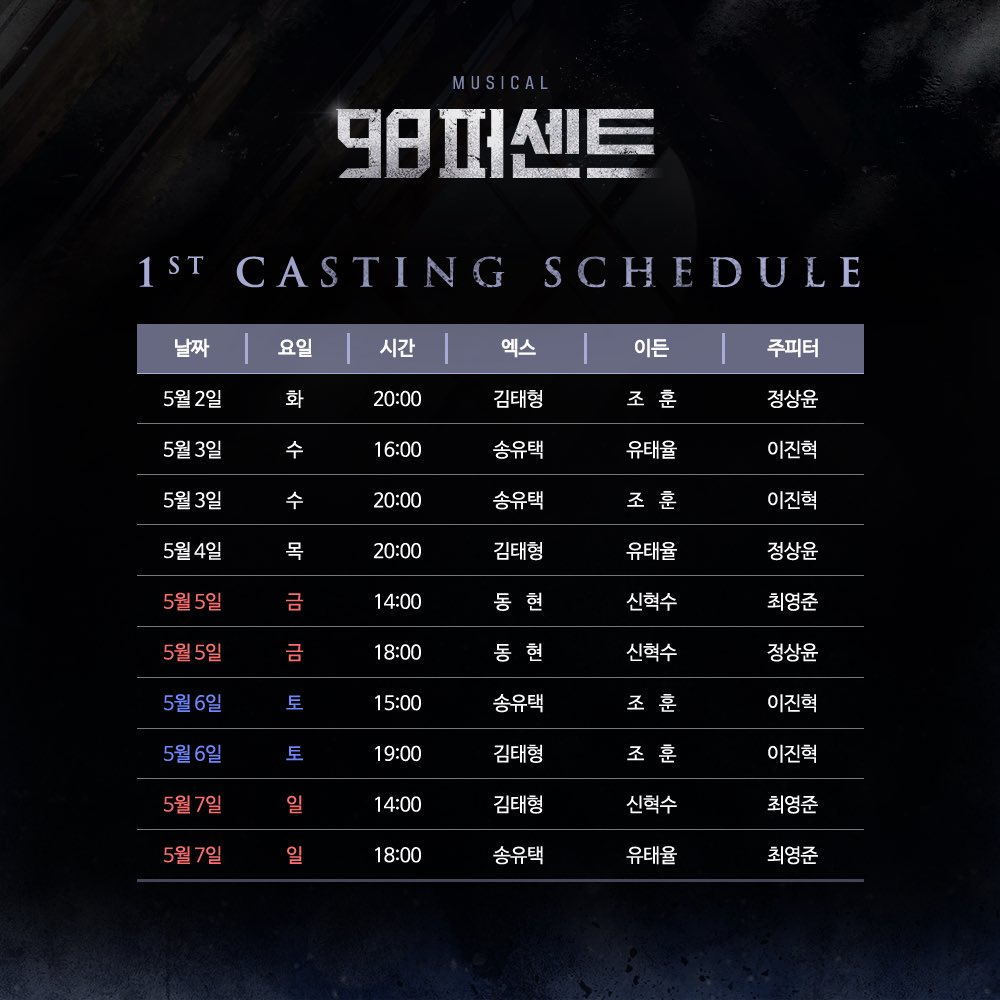 MUSICAL
98퍼센트
1ST CASTING SCHEDULE
날짜 요일 시간 엑스 이든 주피터
5월 2일 화 20:00 김태형 조 훈 정상윤
5월 3일 수 16:00 송유택 유태율 이진혁
5월 3일 수 20:00 송유택 조 훈 이진혁
5월 4일 목 20:00 김태형 유태율 정상윤
5월 5일 금 14:00 동 현 신혁수 최영준
5월 5일 금 18:00 동 현 신혁수 정상윤
5월 6일 토 15:00 송유택 조 훈 이진혁
5월 6일 토 19:00 김태형 조 훈 이진혁
5월 7일 일 14:00 김태형 신혁수 최영준
5월 7일 일 18:00 송유택 유태율 최영준